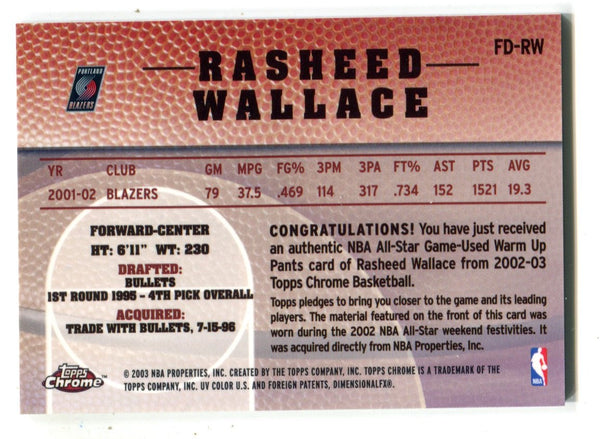 FD-RW
RASHEED
WALLACE
PORTLAND
BLAZERS
YR CLUB GM MPG FG% 3PM 3PA FT% AST PTS AVG
2001-02 BLAZERS 79 37.5 .469 114 317 .734 152 1521 19.3
FORWARD-CENTER
HT: 6'11" WT: 230
DRAFTED:
BULLETS
1ST ROUND 1995 - 4TH PICK OVERALL
ACQUIRED:
TRADE WITH BULLETS, 7-15-96
CONGRATULATIONS! You have just received
an authentic NBA All-Star Game-Used Warm Up
Pants card of Rasheed Wallace from 2002-03
Topps Chrome Basketball.
Topps pledges to bring you closer to the game and its leading
players. The material featured on the front of this card was
worn during the 2002 NBA All-Star weekend festivities. It
was acquired directly from NBA Properties, Inc.
TOPPS
Chrome™
© 2003 NBA PROPERTIES, INC. CREATED BY THE TOPPS COMPANY, INC. TOPPS CHROME IS A TRADEMARK OF THE
TOPPS COMPANY, INC. UV COLOR U.S. AND FOREIGN PATENTS, DIMENSIONALFX®.
NBA